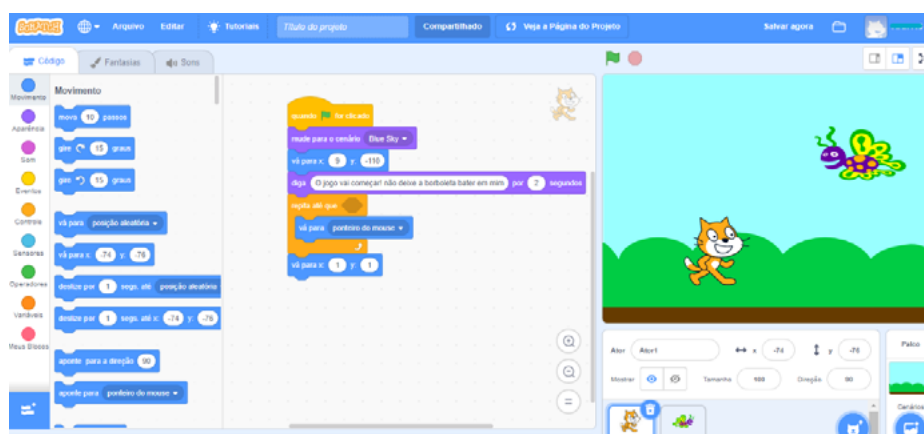 SCRATCH Arquivo Editar Tutoriais Título do projeto Compartilhado Veja a Página do Projeto Salvar agora
Código Fantasias Sons
Movimento
Aparência
Som
Eventos
Controle
Sensores
Operadores
Variáveis
Meus Blocos
Movimento
mova 10 passos
gire 15 graus
gire 15 graus
vá para posição aleatória
vá para x: -74 y: -76
deslize por 1 segs. até posição aleatória
deslize por 1 segs. até x: -74 y: -76
aponte para a direção 90
aponte para ponteiro do mouse
quando for clicado
mude para o cenário Blue Sky
vá para x: 9 y: -110
diga O jogo vai começar! não deixe a borboleta bater em mim por 2 segundos
repita até que
vá para ponteiro do mouse
vá para x: 1 y: 1
Ator Ator1 x -74 y -76
Mostrar Tamanho 100 Direção 90
Palco
Cenários